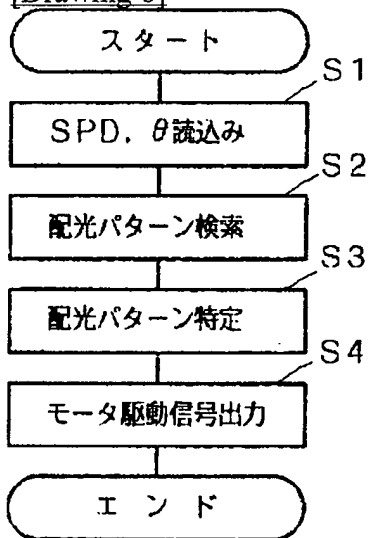 スタート
S1
SPD. θ読込み
S2
配光パターン検索
S3
配光パターン特定
S4
モータ駆動信号出力
エンド